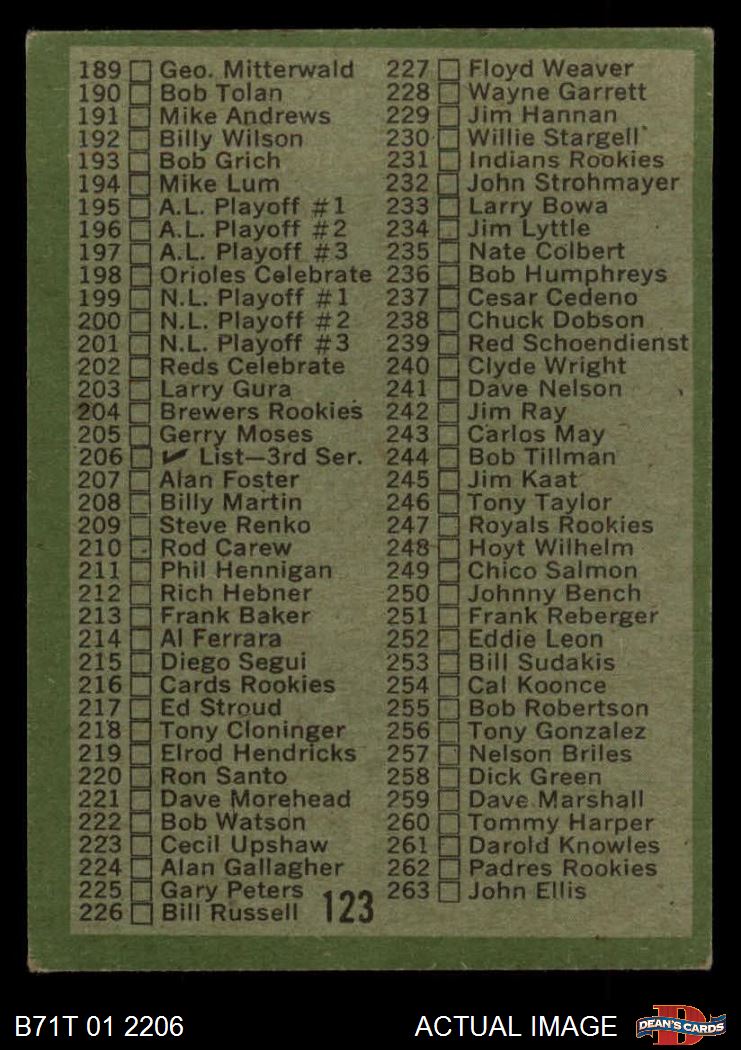 189 Geo. Mitterwald
190 Bob Tolan
191 Mike Andrews
192 Billy Wilson
193 Bob Grich
194 Mike Lum
195 A.L. Playoff #1
196 A.L. Playoff #2
197 A.L. Playoff #3
198 Orioles Celebrate
199 N.L. Playoff #1
200 N.L. Playoff #2
201 N.L. Playoff #3
202 Reds Celebrate
203 Larry Gura
204 Brewers Rookies
205 Gerry Moses
206 ✔ List—3rd Ser.
207 Alan Foster
208 Billy Martin
209 Steve Renko
210 Rod Carew
211 Phil Hennigan
212 Rich Hebner
213 Frank Baker
214 Al Ferrara
215 Diego Segui
216 Cards Rookies
217 Ed Stroud
218 Tony Cloninger
219 Elrod Hendricks
220 Ron Santo
221 Dave Morehead
222 Bob Watson
223 Cecil Upshaw
224 Alan Gallagher
225 Gary Peters
226 Bill Russell
227 Floyd Weaver
228 Wayne Garrett
229 Jim Hannan
230 Willie Stargell
231 Indians Rookies
232 John Strohmayer
233 Larry Bowa
234 Jim Lyttle
235 Nate Colbert
236 Bob Humphreys
237 Cesar Cedeno
238 Chuck Dobson
239 Red Schoendienst
240 Clyde Wright
241 Dave Nelson
242 Jim Ray
243 Carlos May
244 Bob Tillman
245 Jim Kaat
246 Tony Taylor
247 Royals Rookies
248 Hoyt Wilhelm
249 Chico Salmon
250 Johnny Bench
251 Frank Reberger
252 Eddie Leon
253 Bill Sudakis
254 Cal Koonce
255 Bob Robertson
256 Tony Gonzalez
257 Nelson Briles
258 Dick Green
259 Dave Marshall
260 Tommy Harper
261 Darold Knowles
262 Padres Rookies
263 John Ellis
123
B71T 01 2206
ACTUAL IMAGE
D
DEAN'S CARDS